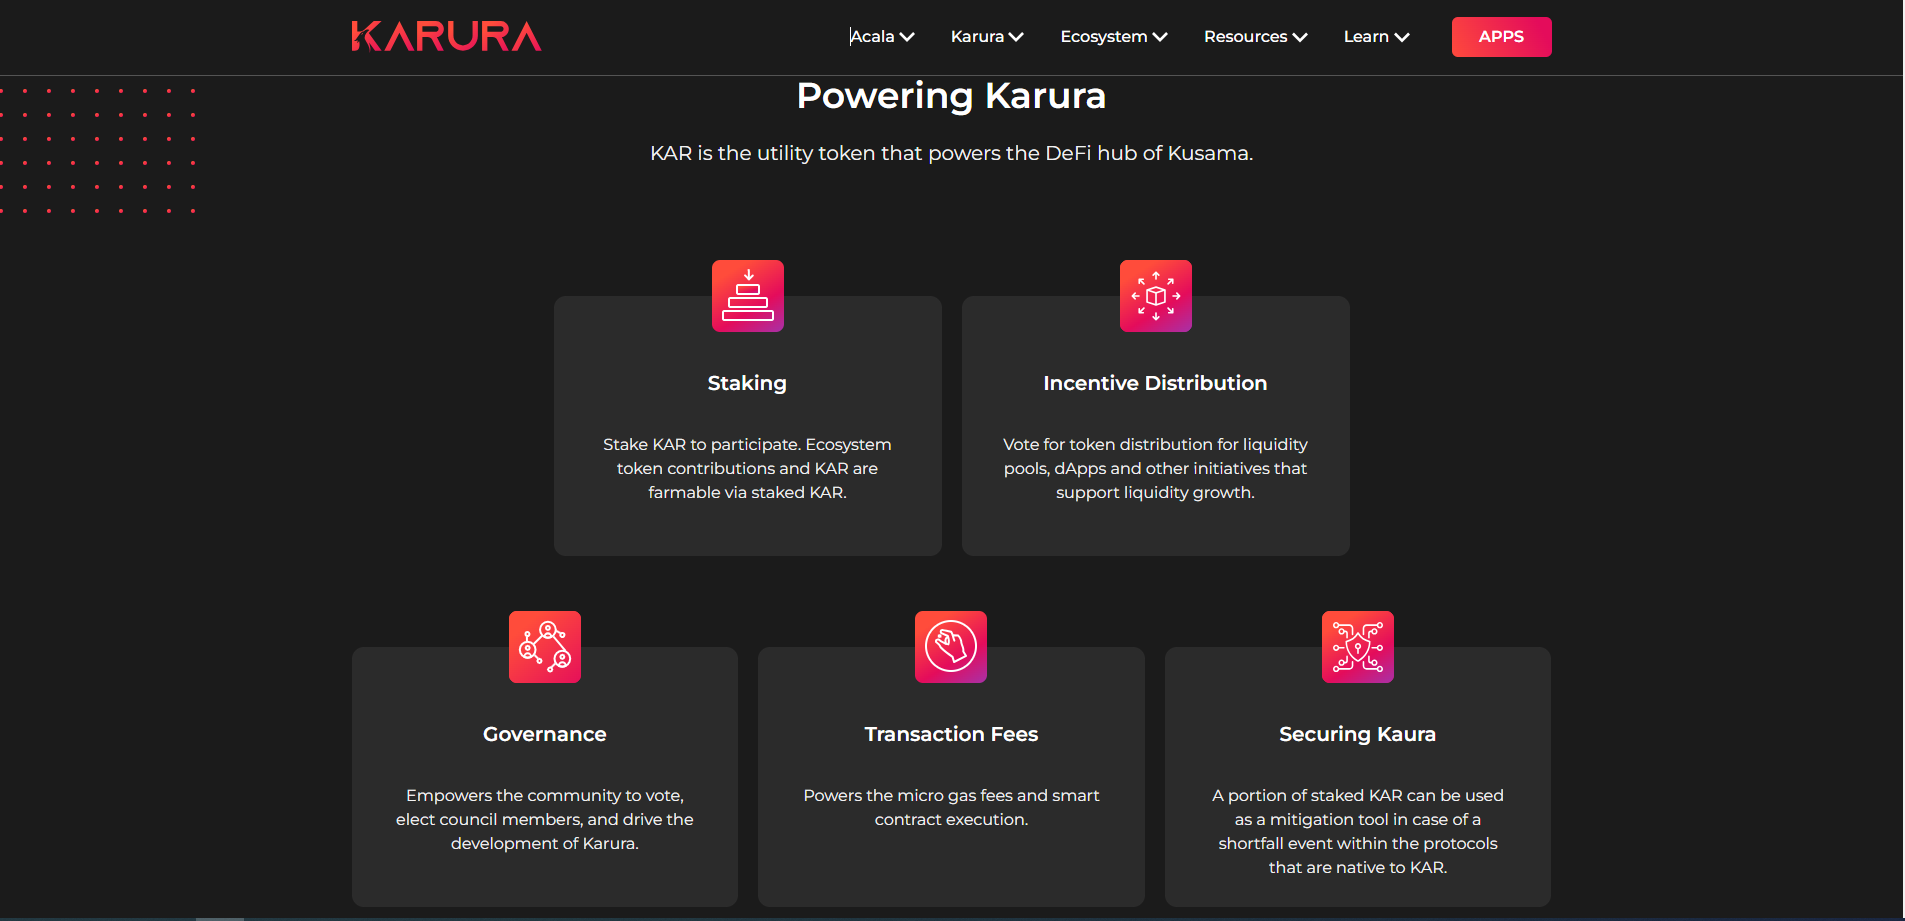 KARURA
Acala
Karura
Ecosystem
Resources
Learn
APPS
Powering Karura
KAR is the utility token that powers the DeFi hub of Kusama.
Staking
Stake KAR to participate. Ecosystem
token contributions and KAR are
farmable via staked KAR.
Incentive Distribution
Vote for token distribution for liquidity
pools, dApps and other initiatives that
support liquidity growth.
Governance
Empowers the community to vote,
elect council members, and drive the
development of Karura.
Transaction Fees
Powers the micro gas fees and smart
contract execution.
Securing Kaura
A portion of staked KAR can be used
as a mitigation tool in case of a
shortfall event within the protocols
that are native to KAR.